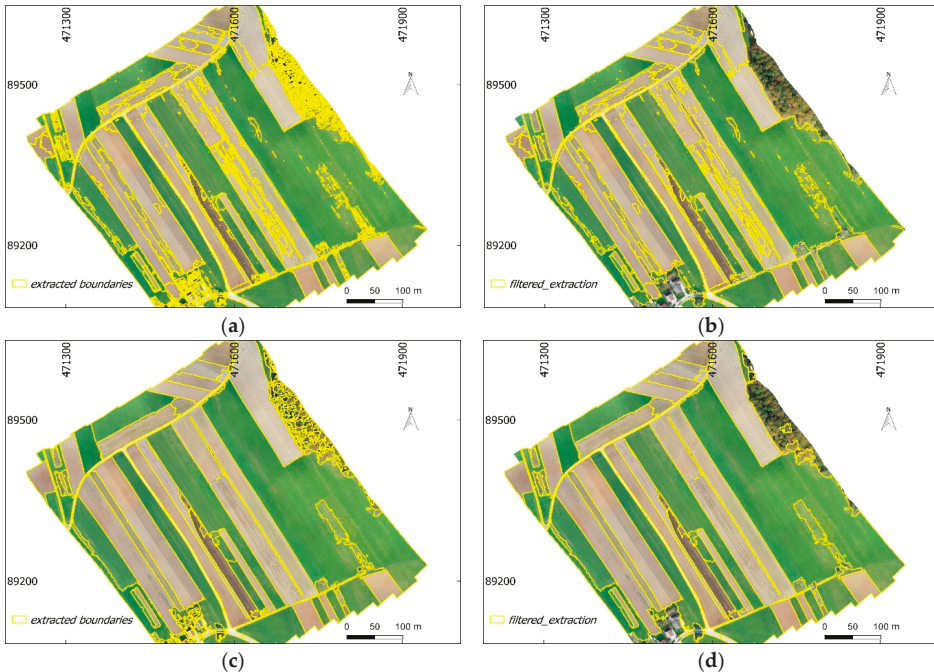 471300
471600
471900
89500
N
89200
extracted boundaries
0 50 100 m
(a)
471300
471600
471900
89500
N
89200
filtered_extraction
0 50 100 m
(b)
471300
471600
471900
89500
N
89200
extracted boundaries
0 50 100 m
(c)
471300
471600
471900
89500
N
89200
filtered_extraction
0 50 100 m
(d)